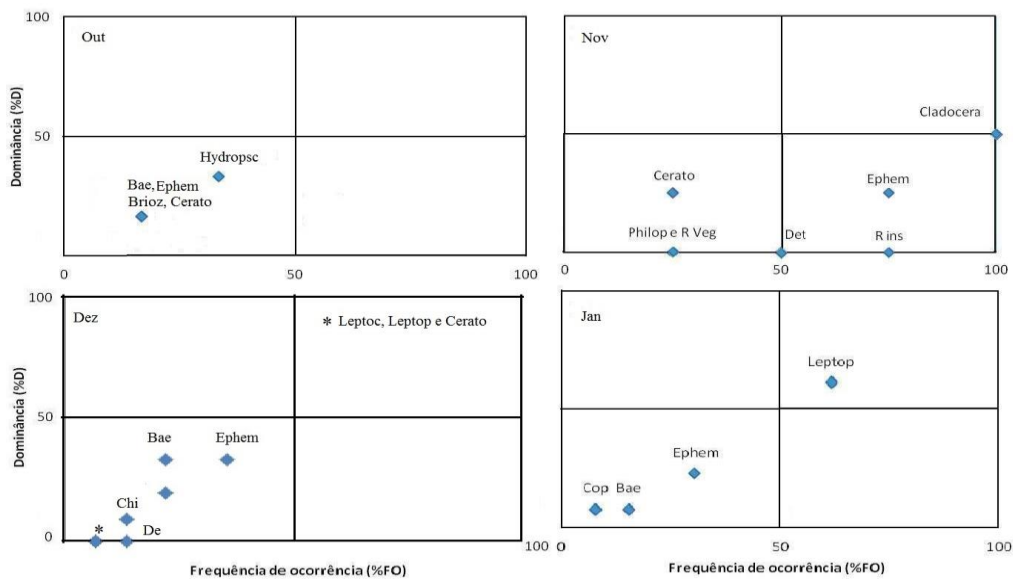 100
Out
Dominância (%D)
50
Hydropsc
Bae, Ephem
Brioz, Cerato
0
50
100
Nov
Cladocera
Cerato
Ephem
Philop e R Veg
Det
R ins
0
50
100
100
Dez
* Leptoc, Leptop e Cerato
Dominância (%D)
50
Bae
Ephem
Chi
*
De
0
100
Frequência de ocorrência (%FO)
Jan
Leptop
Ephem
Cop
Bae
0
50
100
Frequência de ocorrência (%FO)